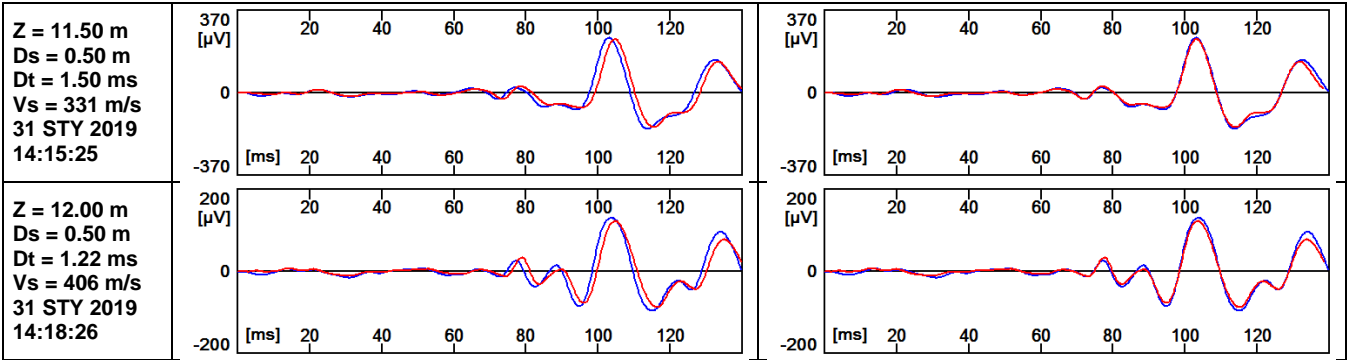 Z = 11.50 m
Ds = 0.50 m
Dt = 1.50 ms
Vs = 331 m/s
31 STY 2019
14:15:25
370
[µV]
0
-370
20 40 60 80 100 120
[ms] 20 40 60 80 100 120
370
[µV]
0
-370
20 40 60 80 100 120
[ms] 20 40 60 80 100 120
Z = 12.00 m
Ds = 0.50 m
Dt = 1.22 ms
Vs = 406 m/s
31 STY 2019
14:18:26
200
[µV]
0
-200
20 40 60 80 100 120
[ms] 20 40 60 80 100 120
200
[µV]
0
-200
20 40 60 80 100 120
[ms] 20 40 60 80 100 120